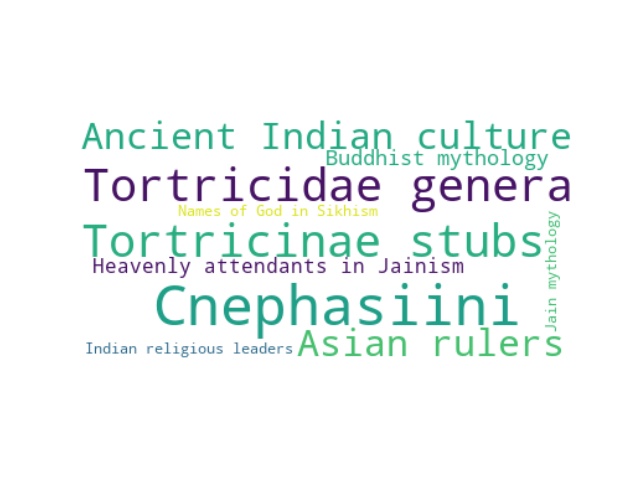 Ancient Indian culture
Buddhist mythology
Tortricidae genera
Names of God in Sikhism
Tortricinae stubs
Heavenly attendants in Jainism
Jain mythology
Cnephasiini
Indian religious leaders
Asian rulers